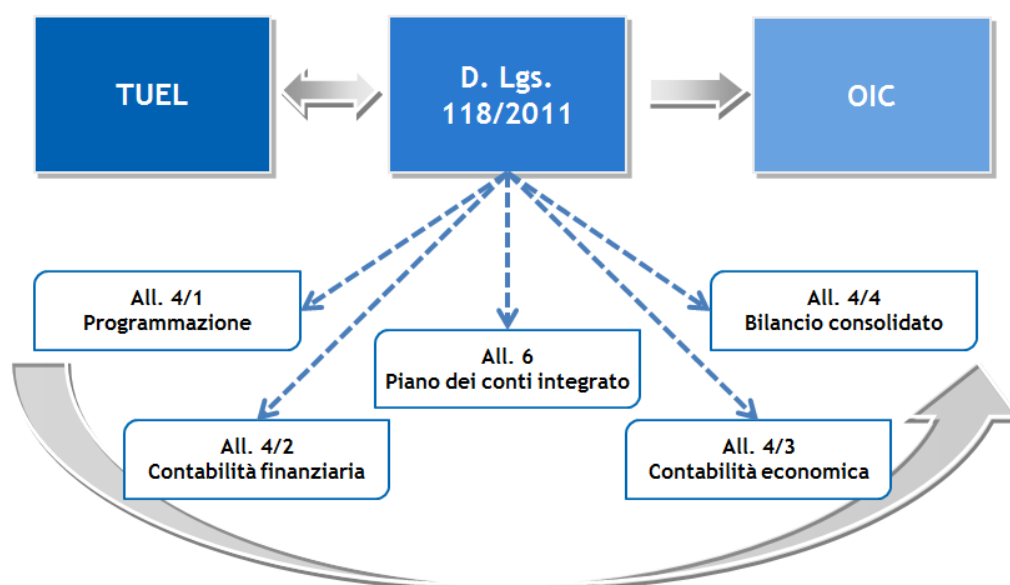 TUEL
D. Lgs.
118/2011
OIC
All. 4/1
Programmazione
All. 4/4
Bilancio consolidato
All. 6
Piano dei conti integrato
All. 4/2
Contabilità finanziaria
All. 4/3
Contabilità economica